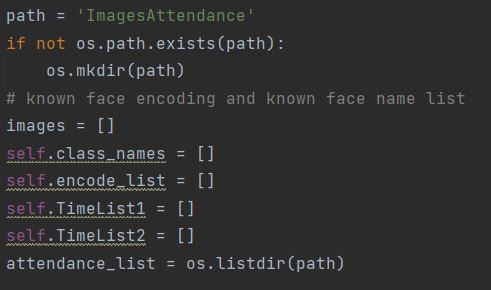 path = 'ImagesAttendance'
if not os.path.exists(path):
    os.mkdir(path)
# known face encoding and known face name list
images = []
self.class_names = []
self.encode_list = []
self.TimeList1 = []
self.TimeList2 = []
attendance_list = os.listdir(path)